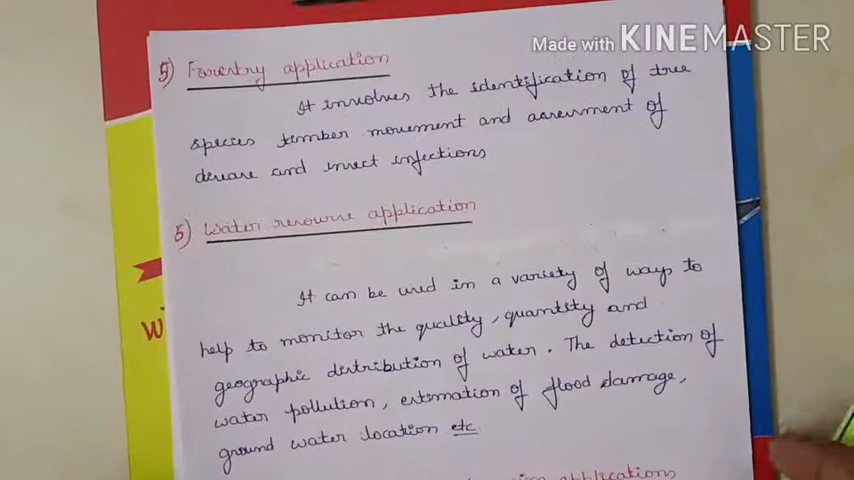 Made with KINEMASTER
5) Forestry application
It involves the identification of tree
species timber movement and assessment of
disease and insect infections
5) Water resource application
It can be used in a variety of ways to
help to monitor the quality, quantity and
geographic distribution of water. The detection of
water pollution, estimation of flood damage,
ground water location etc
applications
W